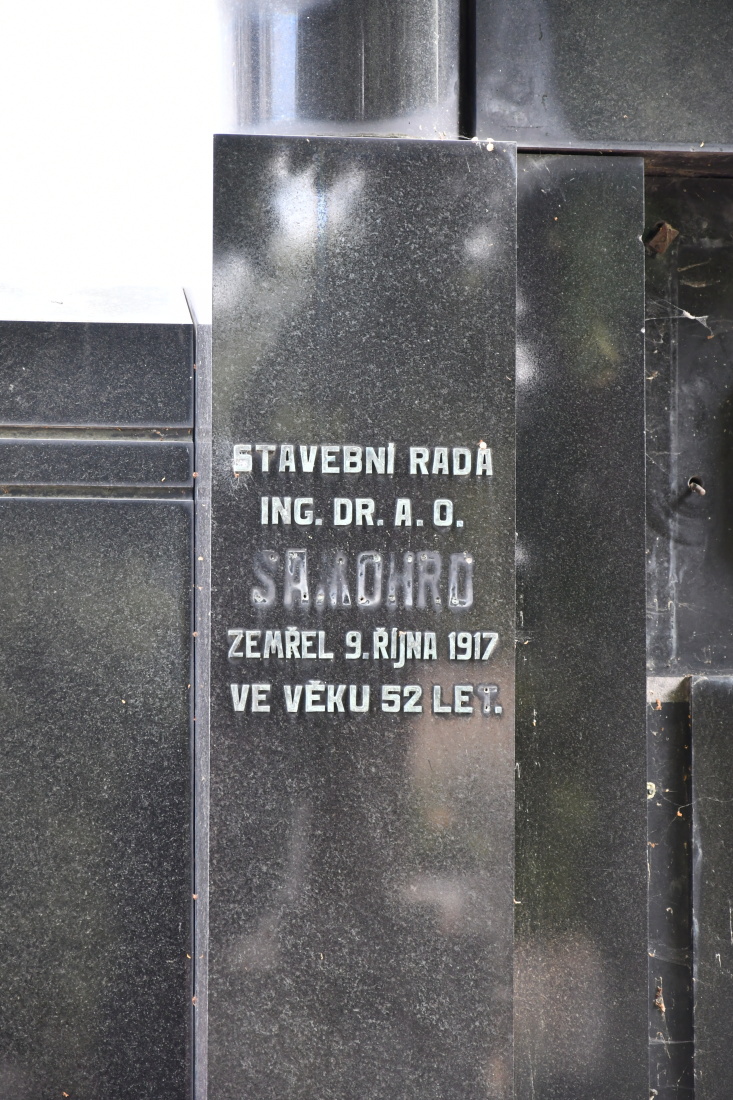 STAVEBNÍ RADA
ING. DR. A. O.
ZEMŘEL 9. ŘÍJNA 1917
VE VĚKU 52 LET.